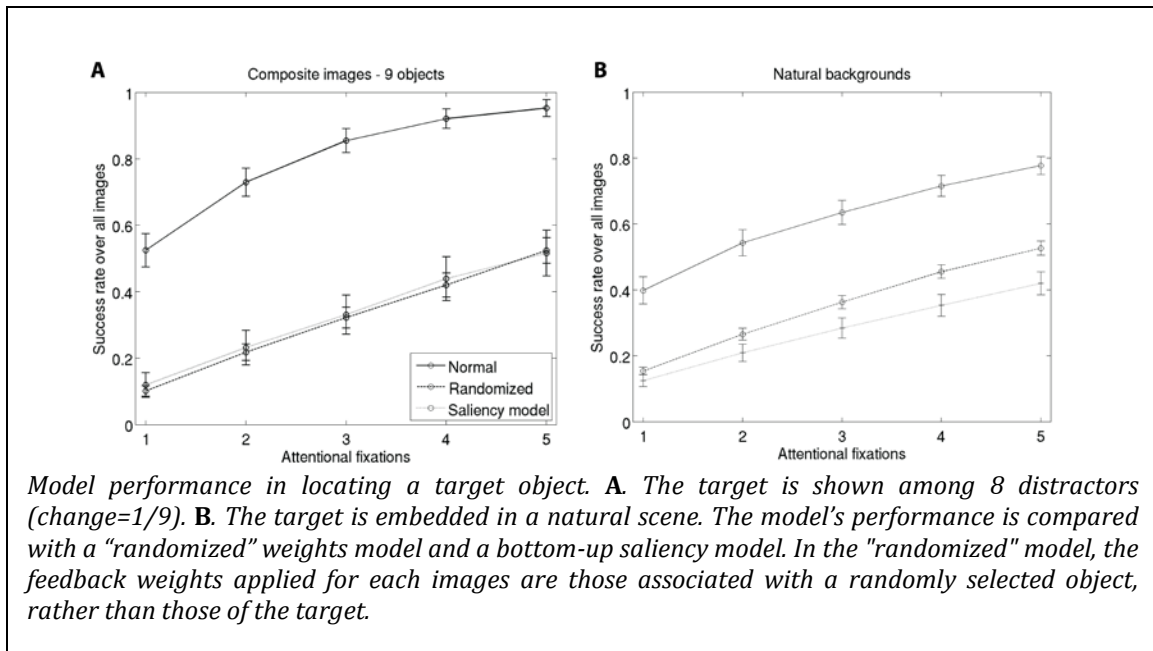 A
Composite images - 9 objects
Success rate over all images
1
0.8
0.6
0.4
0.2
0
1 2 3 4 5
Attentional fixations
Normal
Randomized
Saliency model
B
Natural backgrounds
Success rate over all images
1
0.8
0.6
0.4
0.2
0
1 2 3 4 5
Attentional fixations
Model performance in locating a target object. A. The target is shown among 8 distractors
(change=1/9). B. The target is embedded in a natural scene. The model's performance is compared
with a “randomized” weights model and a bottom-up saliency model. In the "randomized" model, the
feedback weights applied for each images are those associated with a randomly selected object,
rather than those of the target.